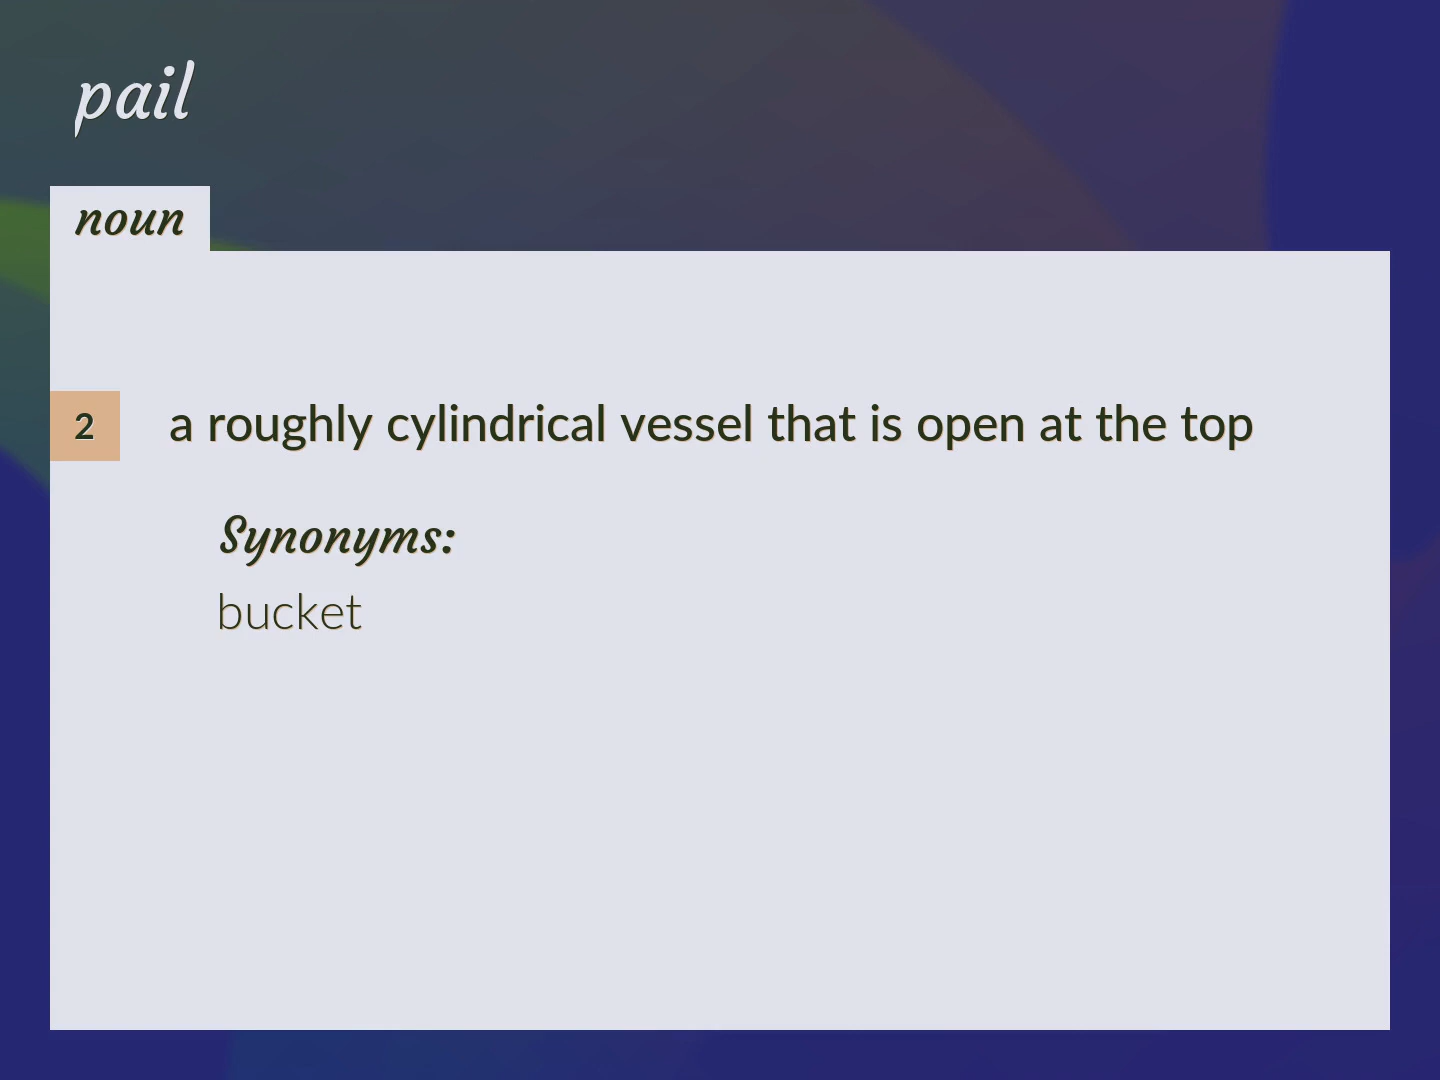 pail
noun
2 a roughly cylindrical vessel that is open at the top
Synonyms:
bucket